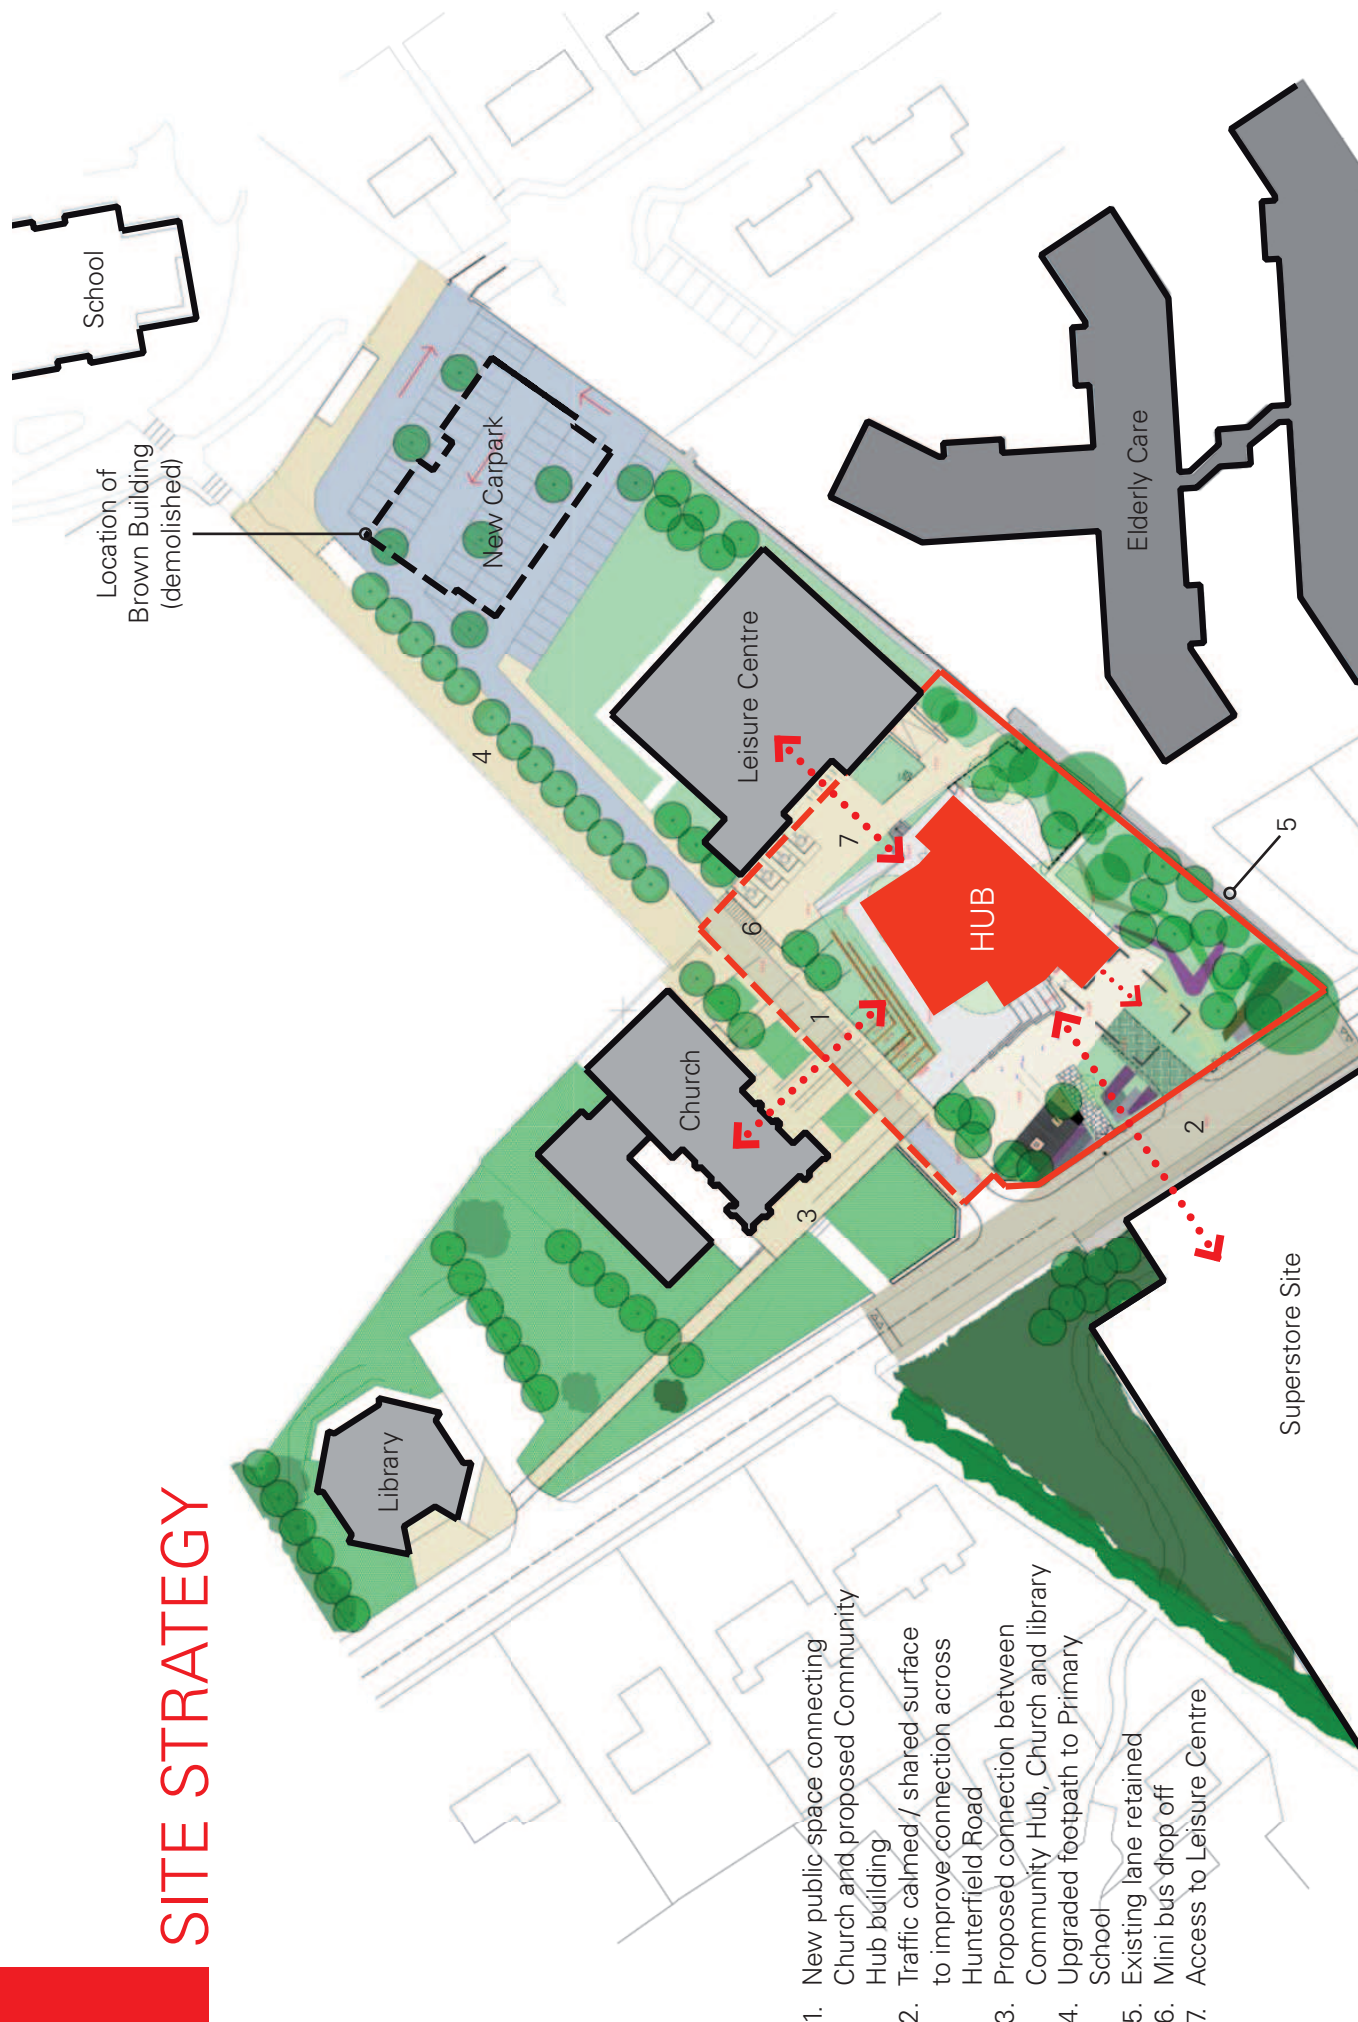 SITE STRATEGY
School
Location of
Brown Building
(demolished)
New Carpark
4
Leisure Centre
Elderly Care
7
6
HUB
5
1
Church
3
2
Library
Superstore Site
1. New public space connecting
Church and proposed Community
Hub building
2. Traffic calmed / shared surface
to improve connection across
Hunterfield Road
3. Proposed connection between
Community Hub, Church and library
4. Upgraded footpath to Primary
School
5. Existing lane retained
6. Mini bus drop off
7. Access to Leisure Centre